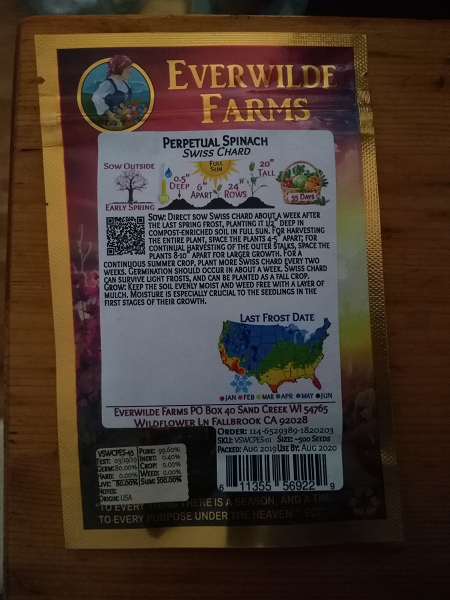 EVERWILDE
FARMS
PERPETUAL SPINACH
SWISS CHARD
SOW OUTSIDE
EARLY SPRING
0.5"
DEEP
FULL
SUN
6"
APART
24"
ROWS
20"
TALL
55 DAYS
SOW: DIRECT SOW SWISS CHARD ABOUT A WEEK AFTER
THE LAST SPRING FROST, PLANTING IT 1/2" DEEP IN
COMPOST-ENRICHED SOIL IN FULL SUN. FOR HARVESTING
THE ENTIRE PLANT, SPACE THE PLANTS 4-5" APART; FOR
CONTINUAL HARVESTING OF THE OUTER STALKS, SPACE THE
PLANTS 8-10" APART FOR LARGER GROWTH. FOR A
CONTINUOUS SUMMER CROP, PLANT MORE SWISS CHARD EVERY TWO
WEEKS. GERMINATION SHOULD OCCUR IN ABOUT A WEEK. SWISS CHARD
CAN SURVIVE LIGHT FROSTS, AND CAN BE PLANTED AS A FALL CROP.
GROW: KEEP THE SOIL EVENLY MOIST AND WEED FREE WITH A LAYER OF
MULCH. MOISTURE IS ESPECIALLY CRUCIAL TO THE SEEDLINGS IN THE
FIRST STAGES OF THEIR GROWTH.
LAST FROST DATE
JAN FEB MAR APR MAY JUN
EVERWILDE FARMS PO BOX 40 SAND CREEK WI 54765
WILDFLOWER LN FALLBROOK CA 92028
ORDER: 114-6529389-1820203
SKU: VSWCPES-01 SIZE: ~500 SEEDS
PACKED: AUG 2019 USE BY: AUG 2020
VSWCPES-45
TEST: 03/19/19
GERM: 80.00%
HARD: 0.00%
LIVE: 80.00%
NOTES:
ORIGIN: USA
PURE: 99.60%
INERT: 0.40%
CROP: 0.00%
WEED: 0.00%
SUM: 100.00%
6 11355 56922 9
"TO EVERYTHING THERE IS A SEASON, AND A TIME
TO EVERY PURPOSE UNDER THE HEAVEN"